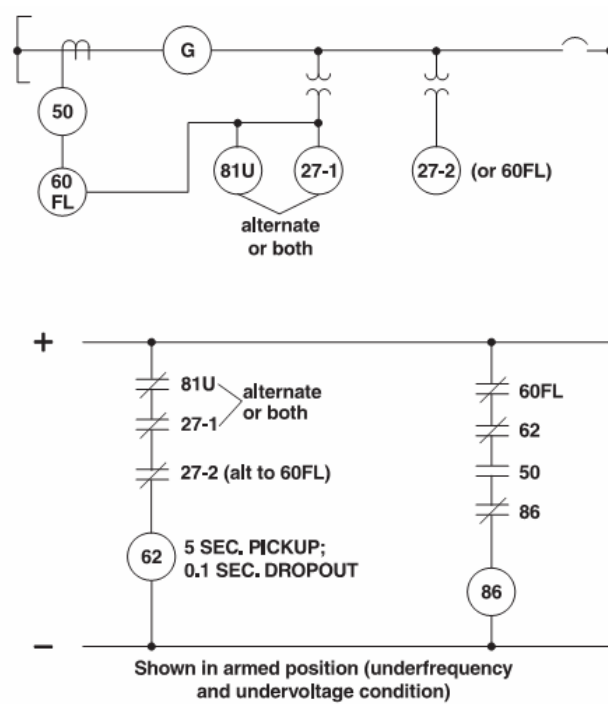 G
50
60
FL
81U
27-1
27-2
(or 60FL)
alternate
or both
+
81U
27-1
alternate
or both
27-2 (alt to 60FL)
62
5 SEC. PICKUP;
0.1 SEC. DROPOUT
60FL
62
50
86
86
–
Shown in armed position (underfrequency
and undervoltage condition)